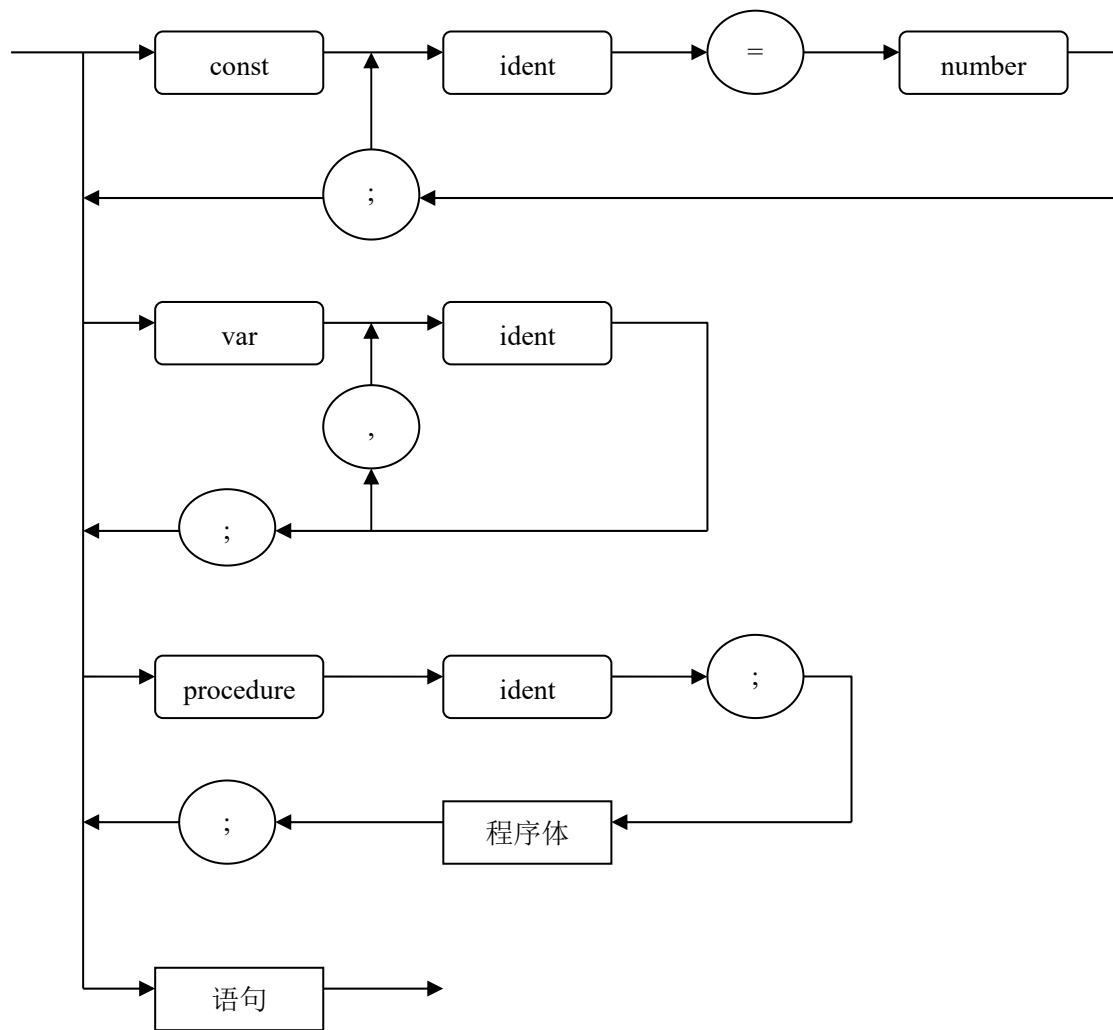 const ident = number
;
var ident
,
;
procedure ident ;
; 程序体
语句